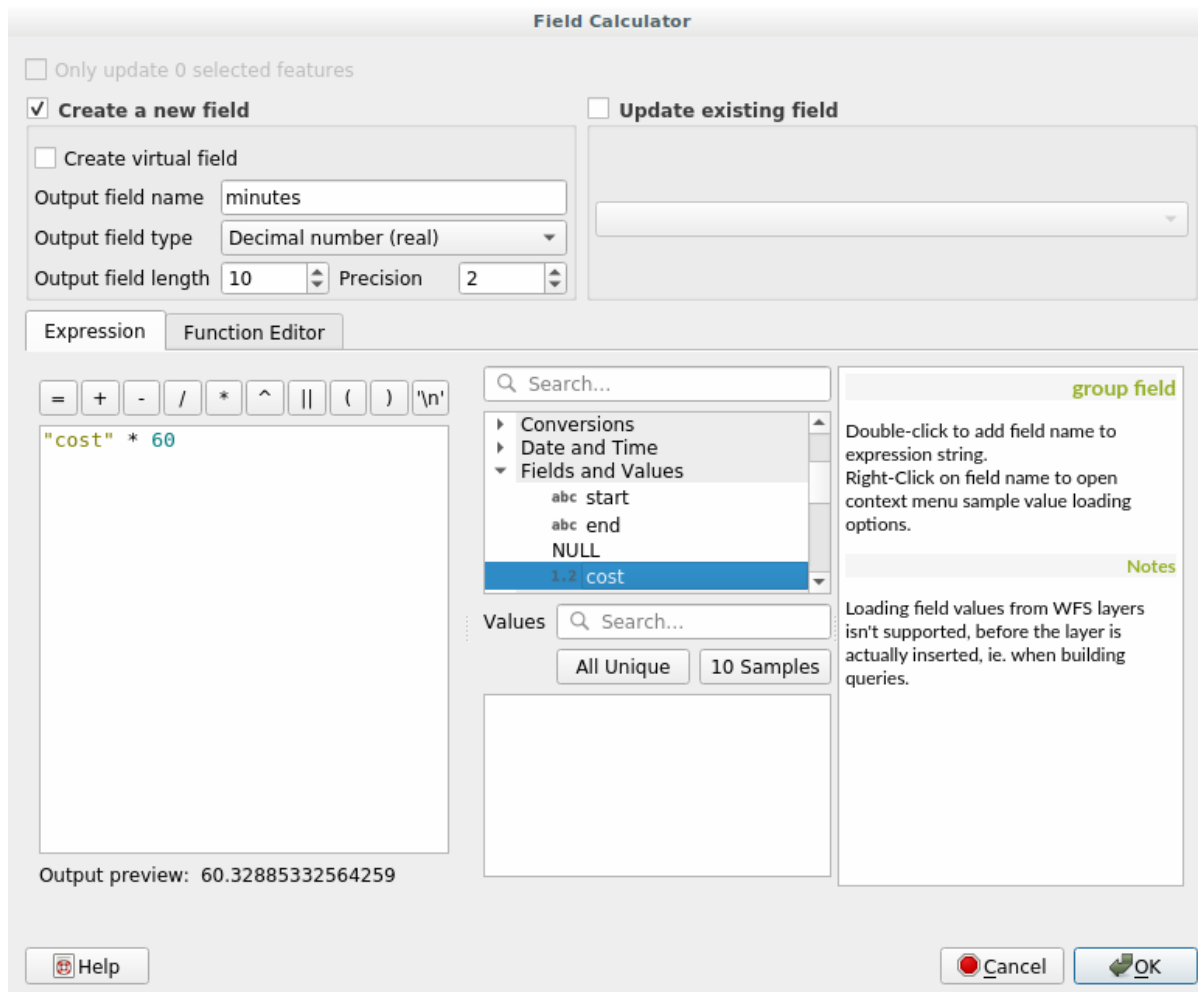 Field Calculator
Only update 0 selected features
Create a new field
Update existing field
Create virtual field
Output field name minutes
Output field type Decimal number (real)
Output field length 10 Precision 2
Expression Function Editor
= + - / * ^ || ( ) '\n'
"cost" * 60
Output preview: 60.32885332564259
Search...
Conversions
Date and Time
Fields and Values
abc start
abc end
NULL
1.2 cost
Values Search...
All Unique 10 Samples
group field
Double-click to add field name to
expression string.
Right-Click on field name to open
context menu sample value loading
options.
Notes
Loading field values from WFS layers
isn't supported, before the layer is
actually inserted, ie. when building
queries.
Help Cancel OK